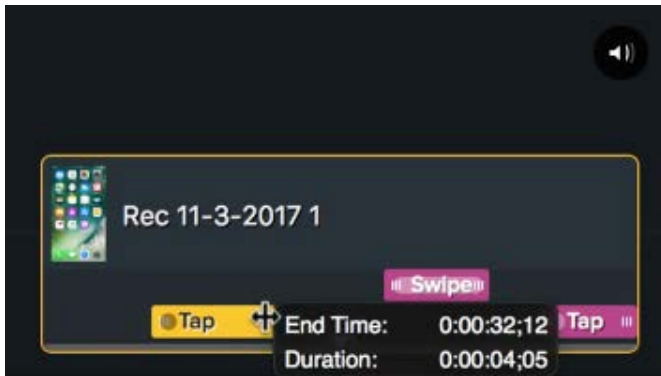 Rec 11-3-2017 1
Swipe
Tap
End Time: 0:00:32;12
Tap
Duration: 0:00:04;05